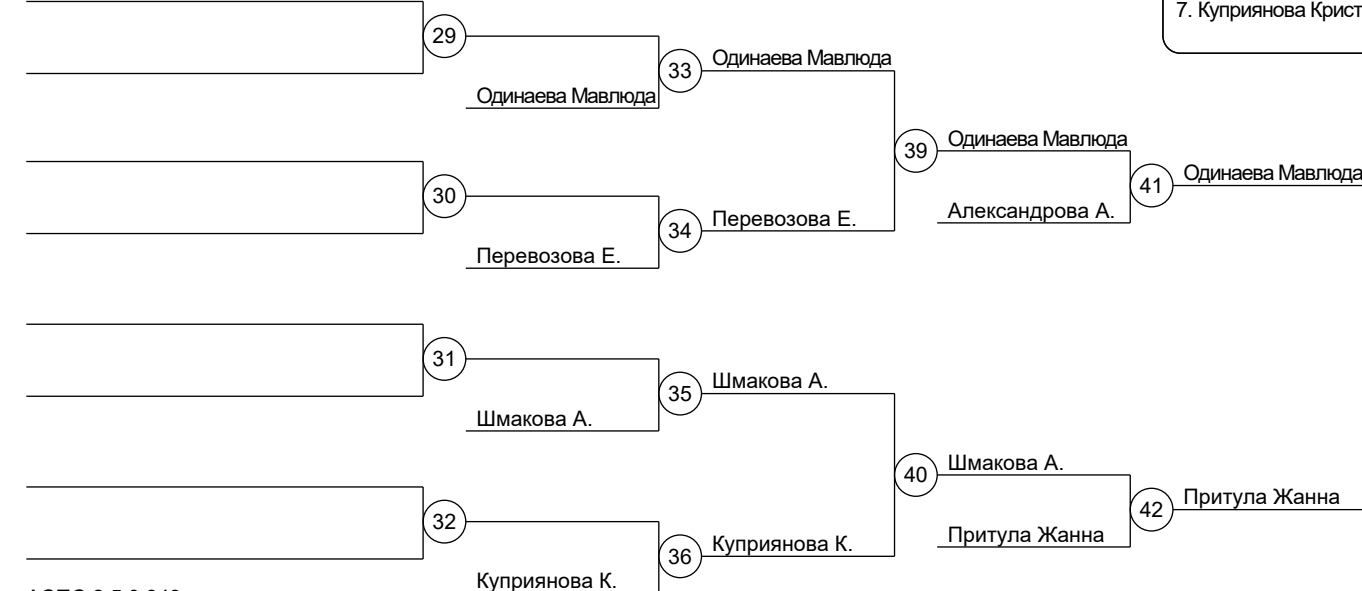 7. Куприянова Крист
29
Одинаева Мавлюда
33
Одинаева Мавлюда
39
Одинаева Мавлюда
Одинаева Мавлюда
41
30
Александрова А.
Перевозова Е.
34
Перевозова Е.
31
Шмакова А.
35
Шмакова А.
Шмакова А.
40
Притула Жанна
42
32
Притула Жанна
Куприянова К.
36
Куприянова К.